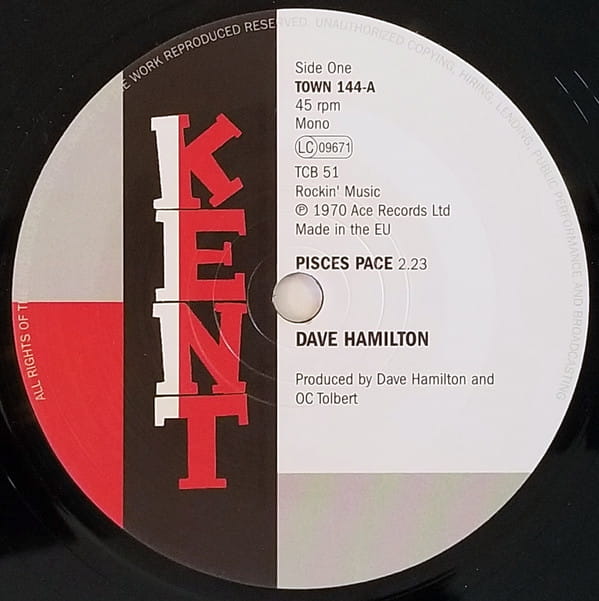 ALL RIGHTS OF T
E WORK REPRODUCED RESERVED. UNAUTHORIZED COPYING, HIRING, LENDING, PUBLIC PERFORMANCE AND BROADCASTING
KENT
Side One
TOWN 144-A
45 rpm
Mono
LC 09671
TCB 51
Rockin' Music
℗ 1970 Ace Records Ltd
Made in the EU
PISCES PACE 2.23
DAVE HAMILTON
Produced by Dave Hamilton and
OC Tolbert